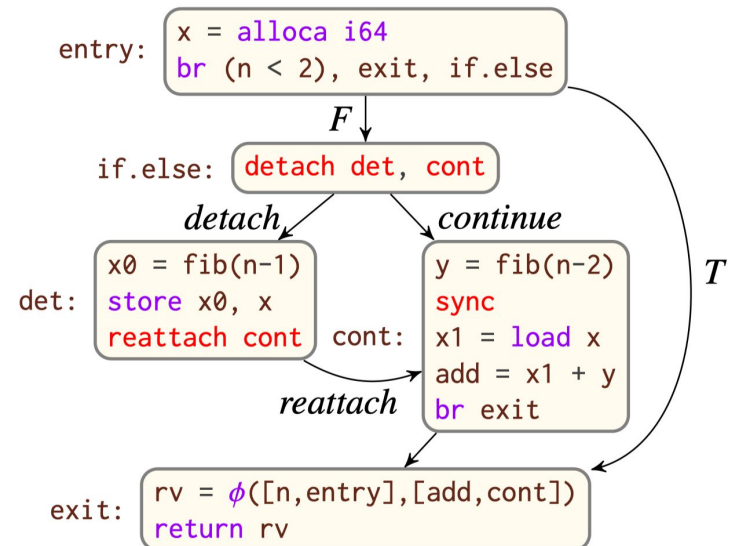 entry:
x = alloca i64
br (n < 2), exit, if.else
F
if.else:
detach det, cont
detach
continue
T
det:
x0 = fib(n-1)
store x0, x
reattach cont
cont:
y = fib(n-2)
sync
x1 = load x
add = x1 + y
br exit
reattach
exit:
rv = ϕ([n,entry],[add,cont])
return rv